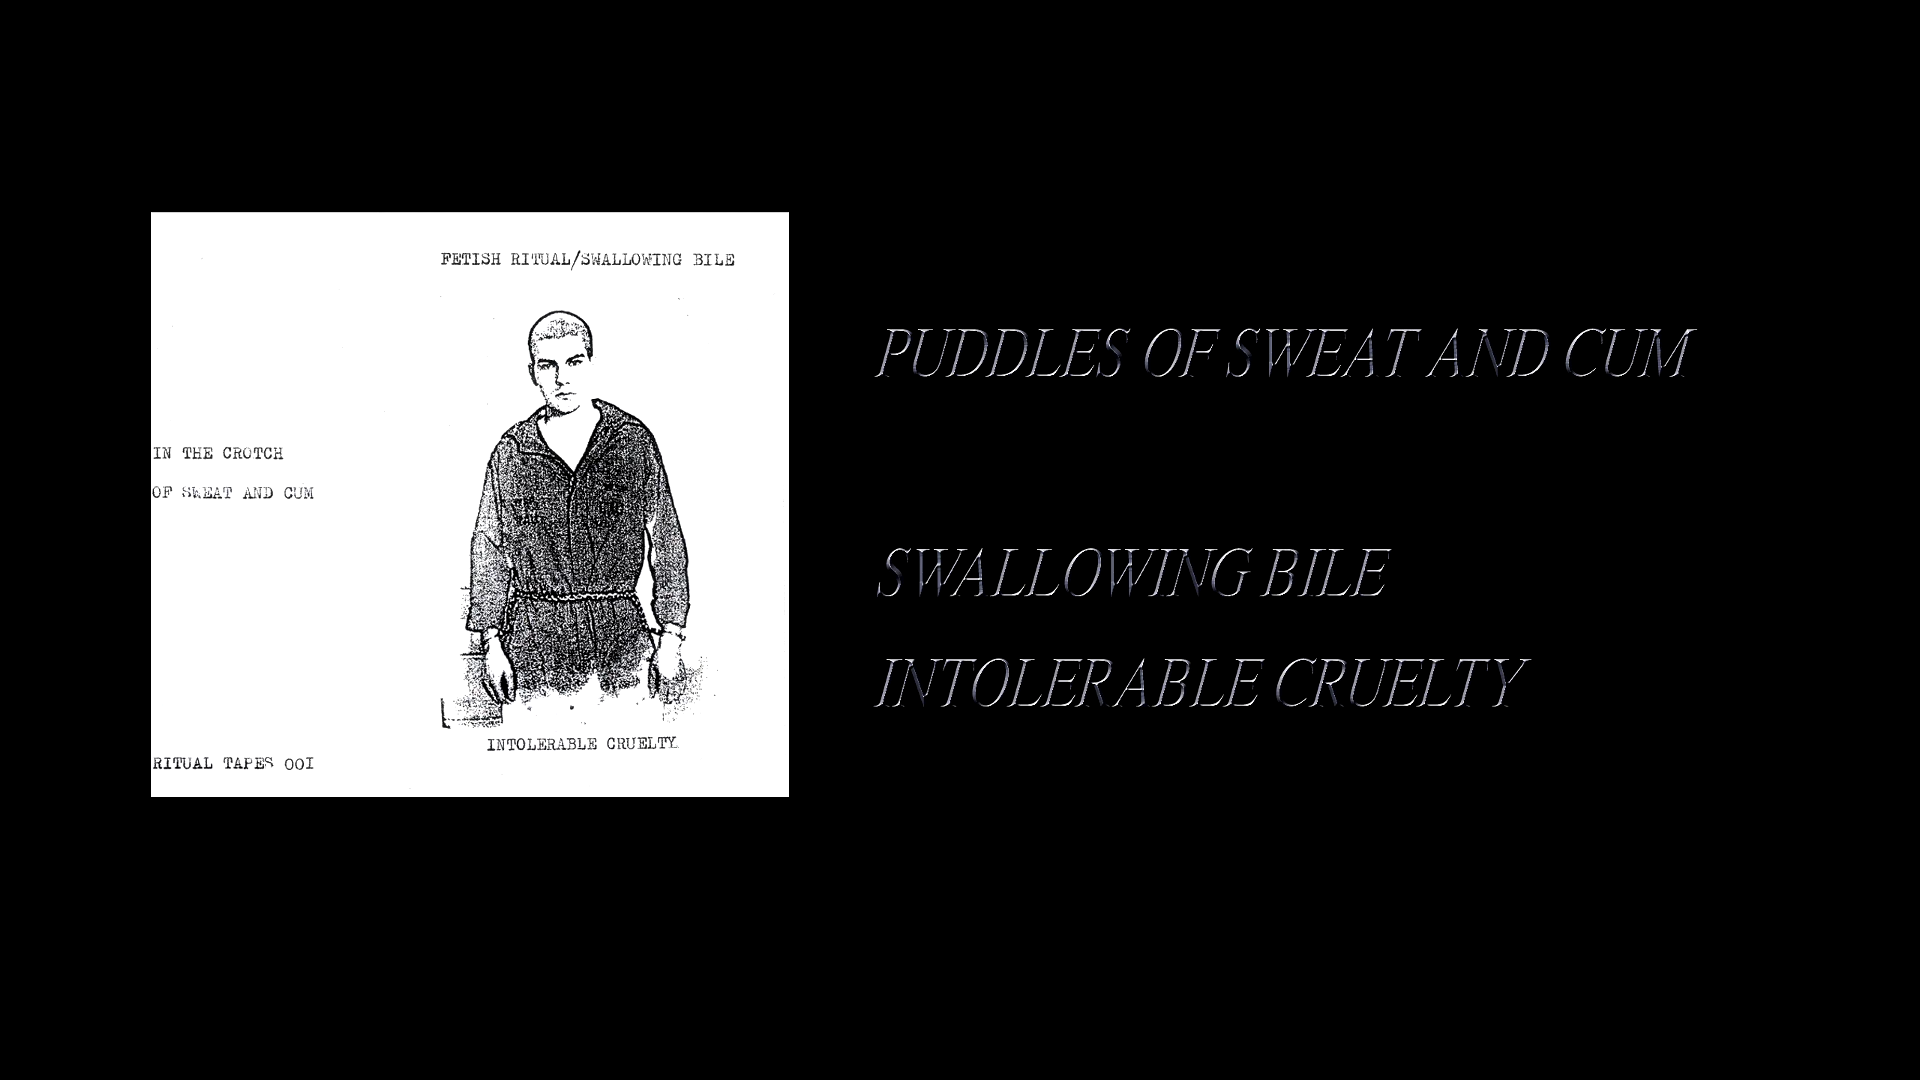 FETISH RITUAL/SWALLOWING BILE
IN THE CROTCH
OF SWEAT AND CUM
INTOLERABLE CRUELTY
RITUAL TAPES 001
PUDDLES OF SWEAT AND CUM
SWALLOWING BILE
INTOLERABLE CRUELTY